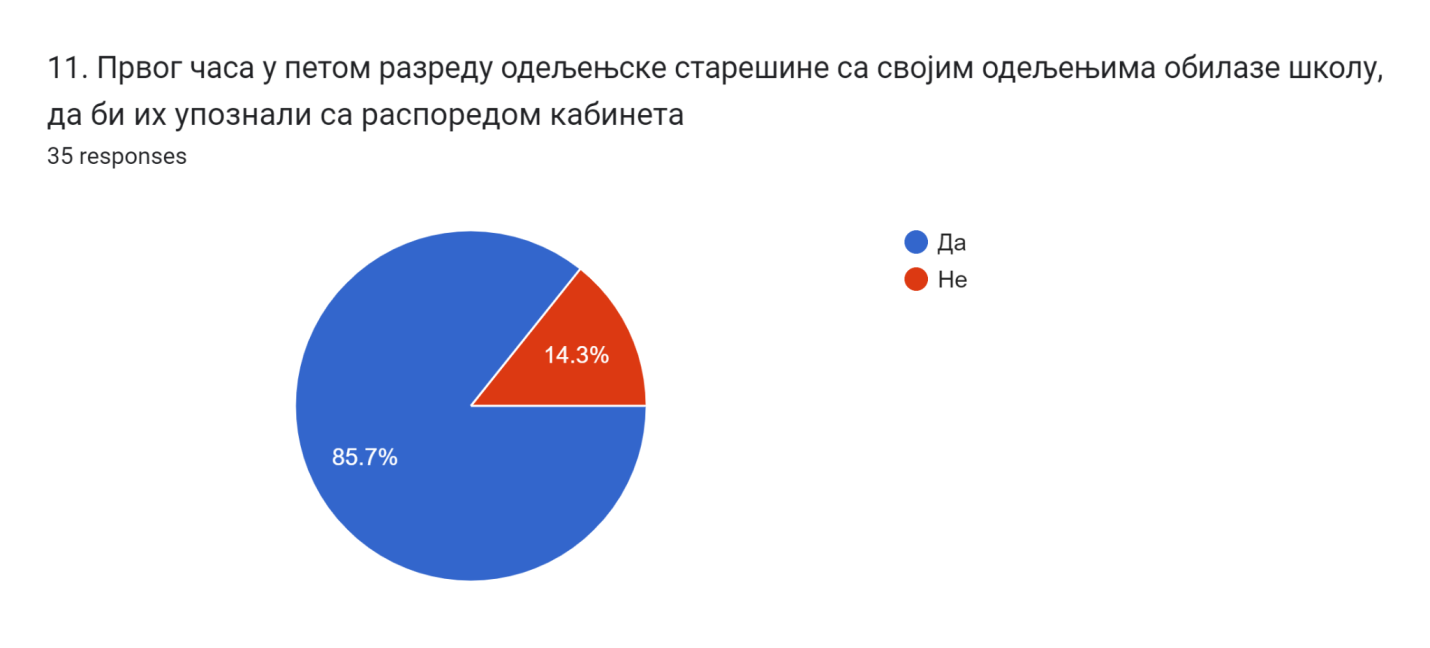 11. Првог часа у петом разреду одељењске старешине са својим одељењима обилазе школу,
да би их упознали са распоредом кабинета
35 responses
Да
Не
14.3%
85.7%